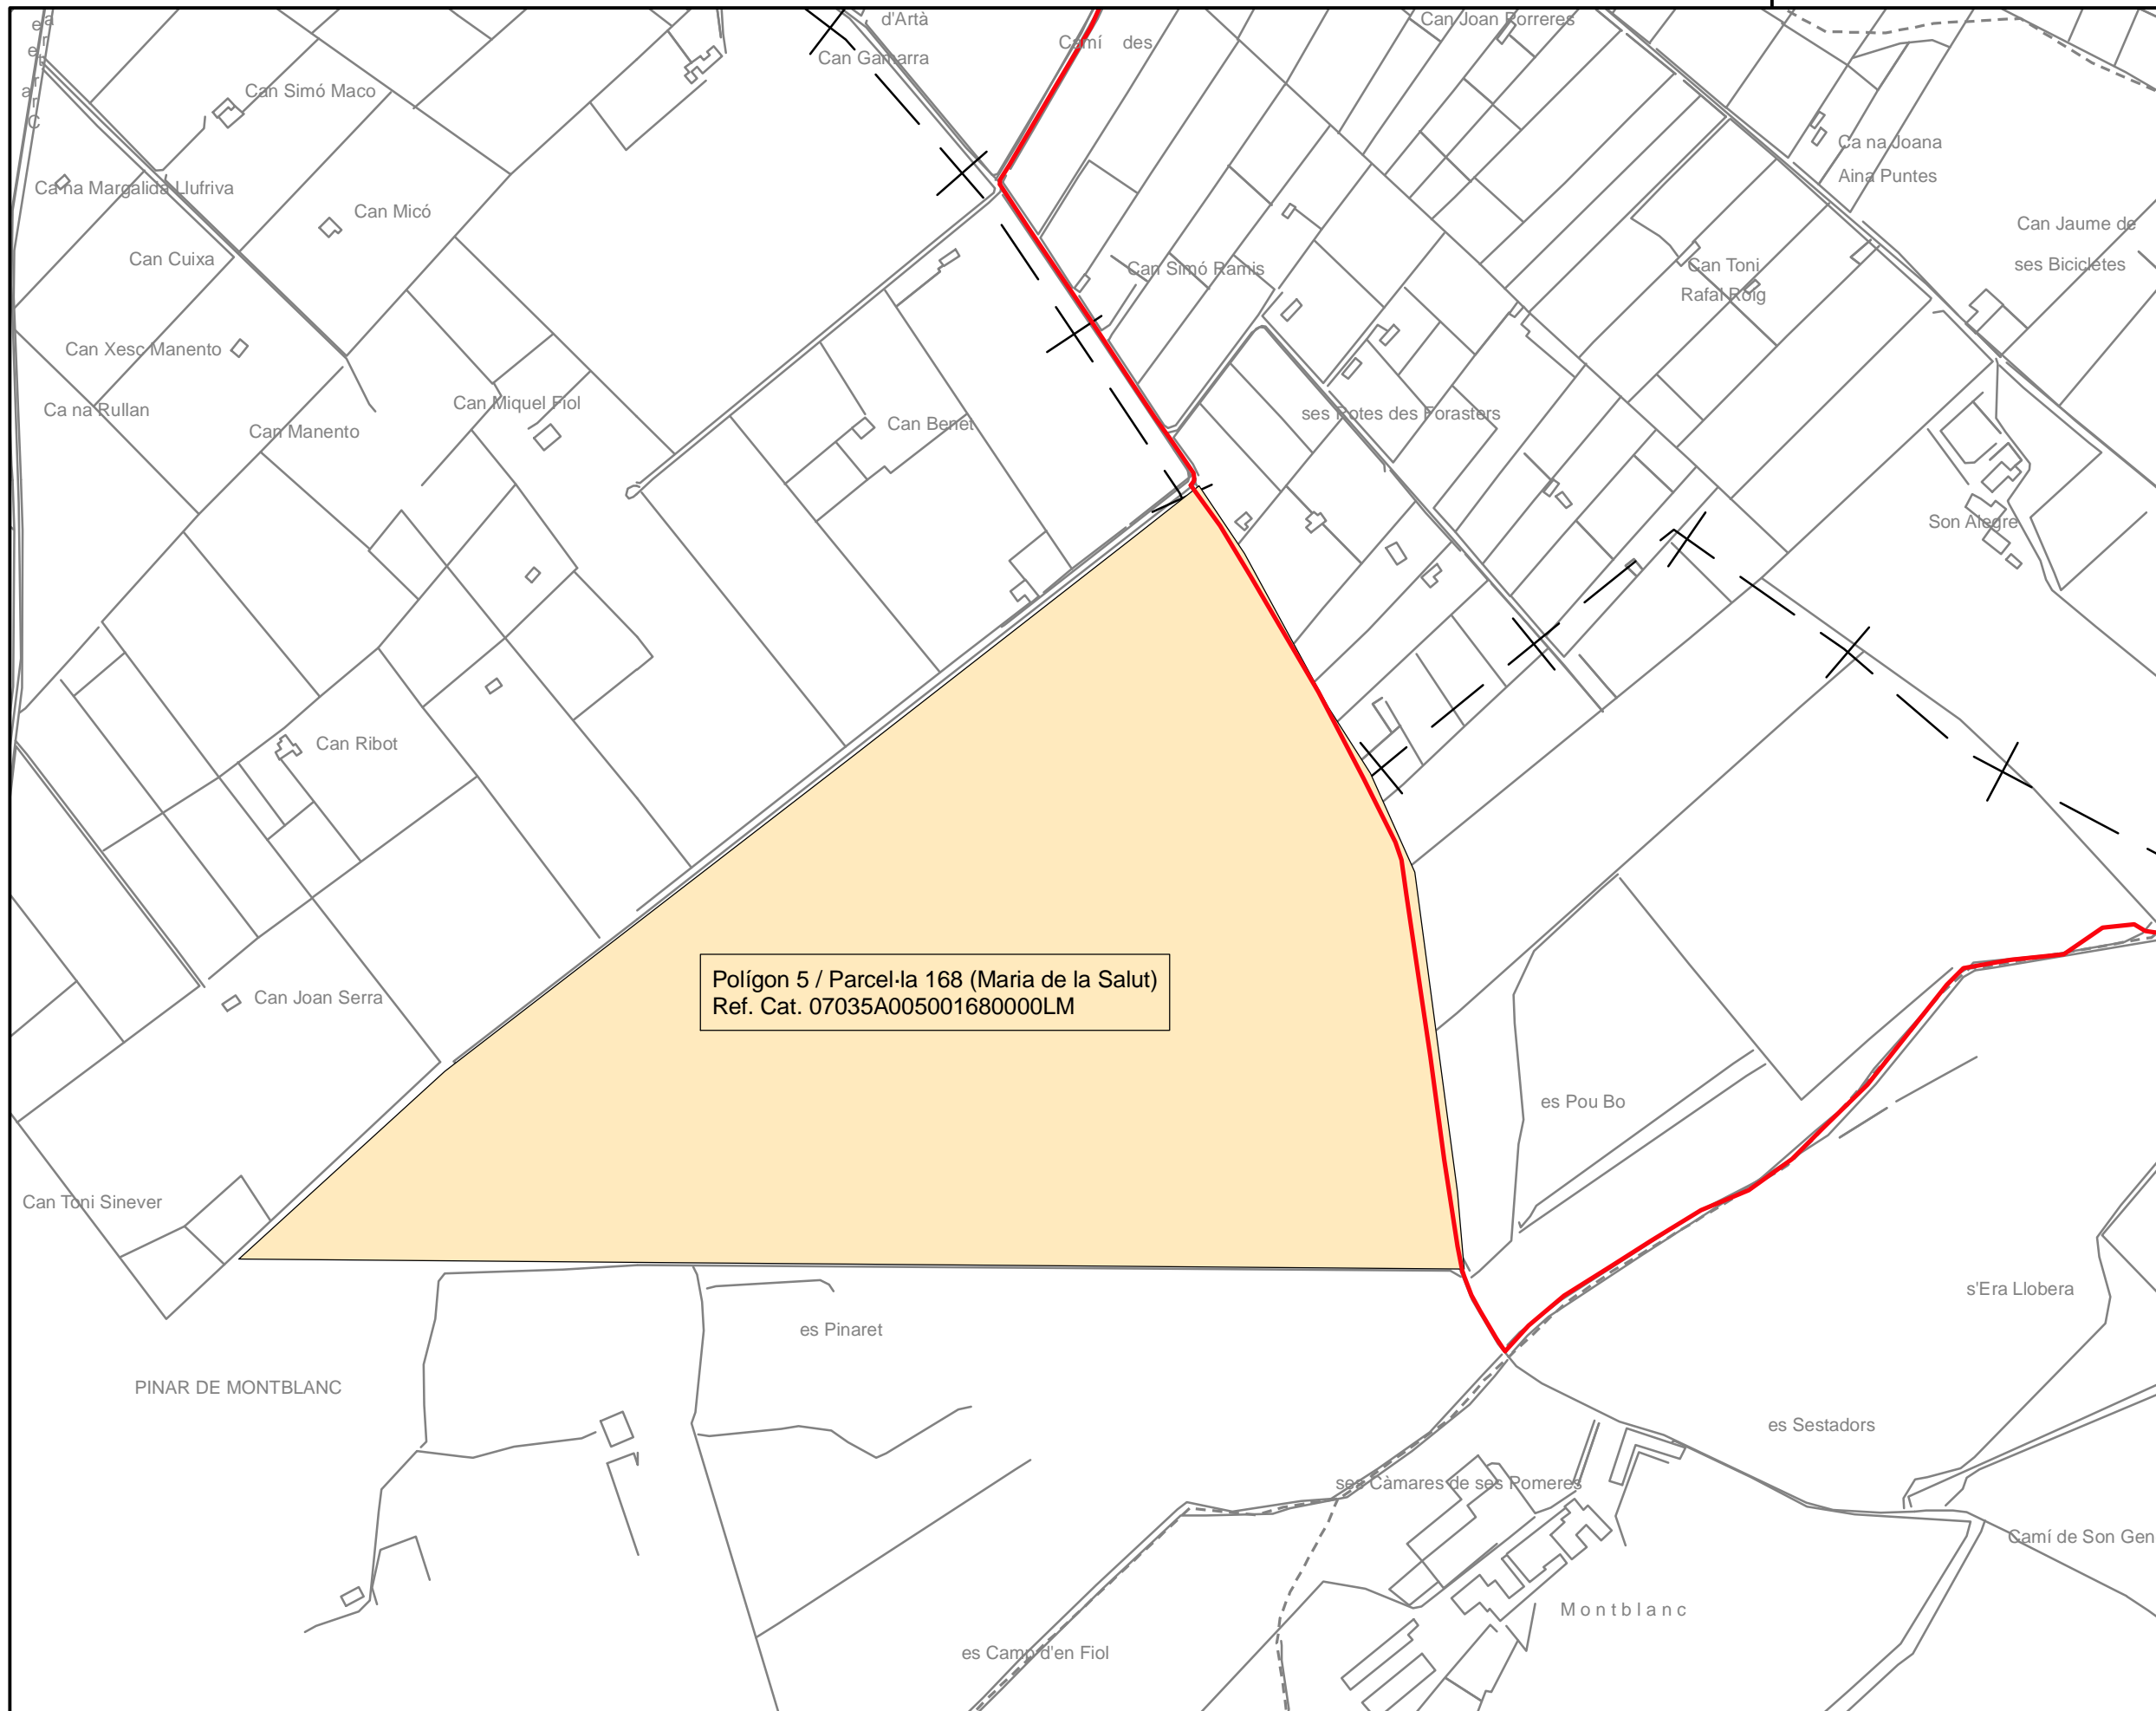 d'Artà
Can Joan Porreres
Camí des
Can Gamarra
Can Simó Maco
Ca na Joana
Aina Puntes
Ca na Margalida Llufriva
Can Micó
Can Jaume de
ses Bicicletes
Can Cuixa
Can Simó Ramis
Can Toni
Rafal Roig
Can Xesc Manento
Ca na Rullan
Can Miquel Fiol
Can Manento
Can Benet
ses Rotes des Forasters
Son Alegre
Can Ribot
Polígon 5 / Parcel·la 168 (Maria de la Salut)
Ref. Cat. 07035A005001680000LM
Can Joan Serra
es Pou Bo
Can Toni Sinever
s'Era Llobera
es Pinaret
PINAR DE MONTBLANC
es Sestadors
ses Càmares de ses Pomeres
Camí de Son Gen
Montblanc
es Camp d'en Fiol